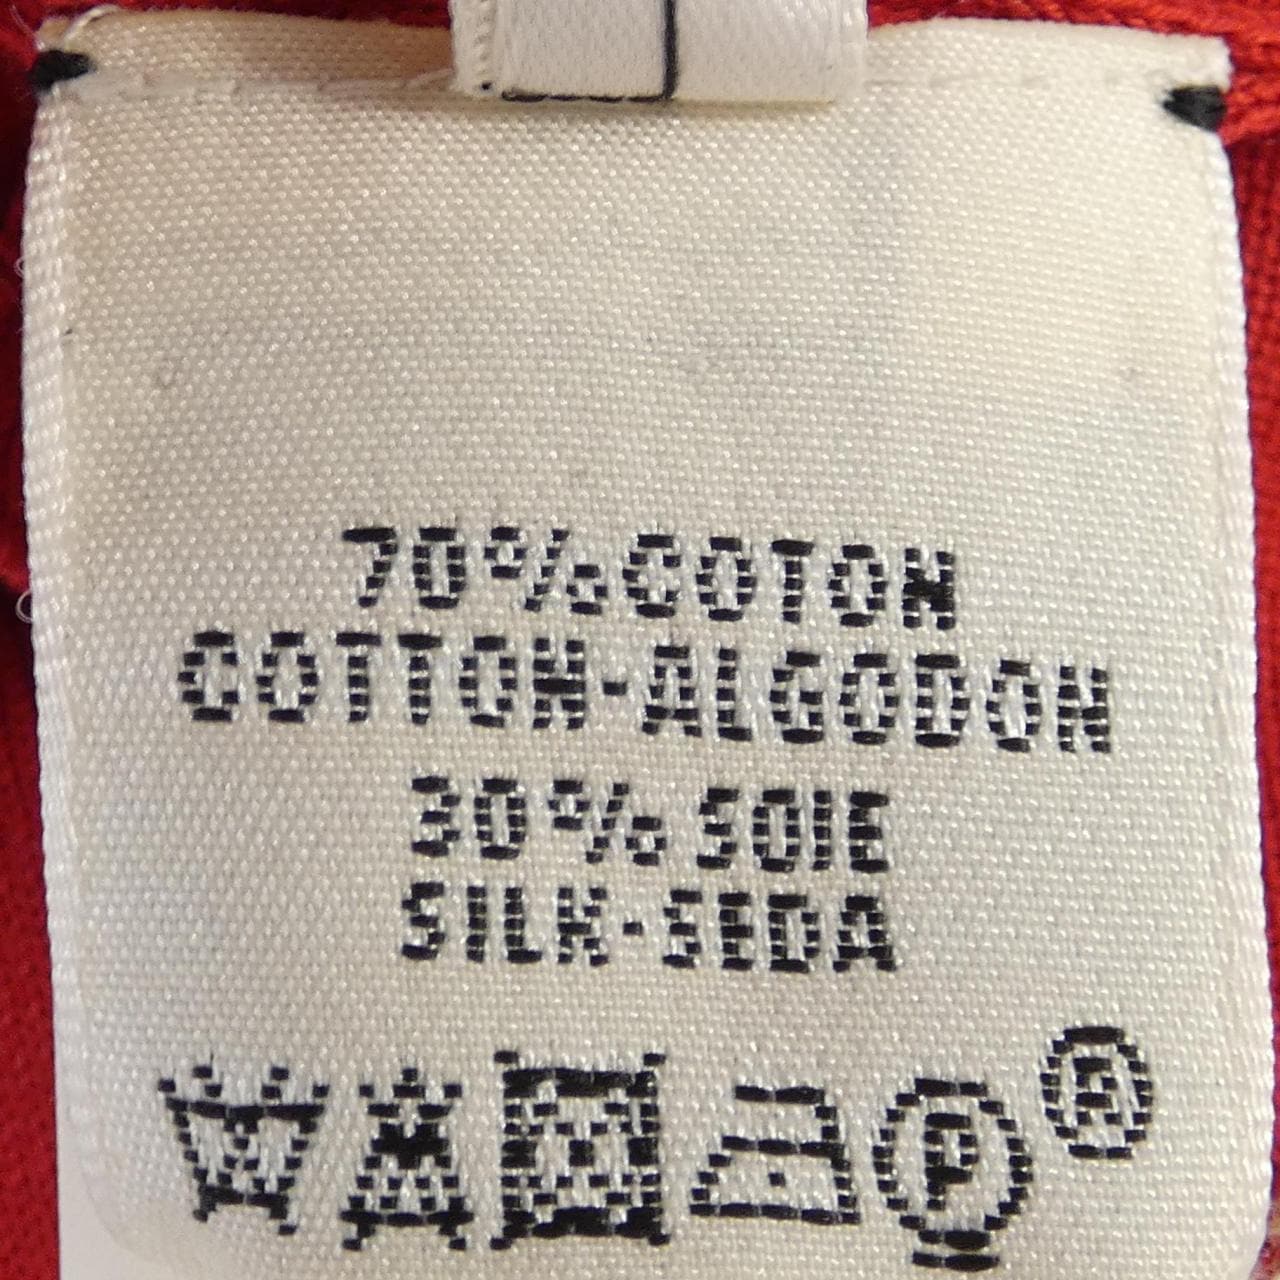 70% COTON
COTTON-ALGODON
30% SOIE
SILK-SEDA
P ®